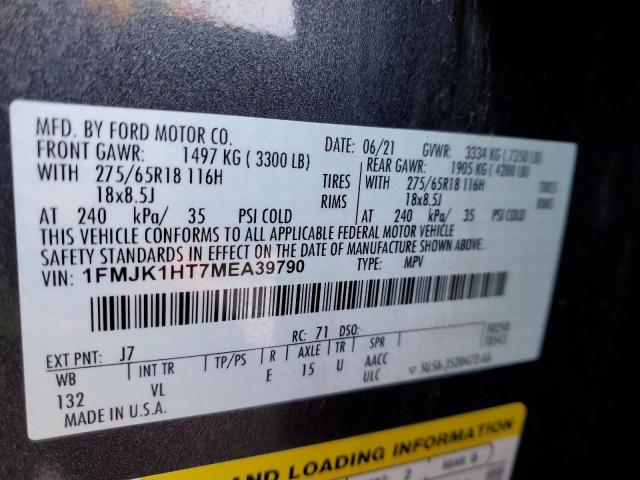 MFD. BY FORD MOTOR CO.
DATE: 06/21 GVWR: 3334 KG (7350 LB)
FRONT GAWR: 1497 KG (3300 LB) REAR GAWR: 1905 KG (4200 LB)
WITH 275/65R18 116H TIRES WITH 275/65R18 116H TIRES
18x8.5J RIMS 18x8.5J RIMS
AT 240 kPa/ 35 PSI COLD AT 240 kPa/ 35 PSI COLD
THIS VEHICLE CONFORMS TO ALL APPLICABLE FEDERAL MOTOR VEHICLE
SAFETY STANDARDS IN EFFECT ON THE DATE OF MANUFACTURE SHOWN ABOVE.
VIN: 1FMJK1HT7MEA39790 TYPE: MPV
EXT PNT: J7 RC: 71 DSO:
WB INT TR TP/PS R AXLE TR SPR
132 VL E 15 U AACC
ULC
MADE IN U.S.A.
AND LOADING INFORMATION
2